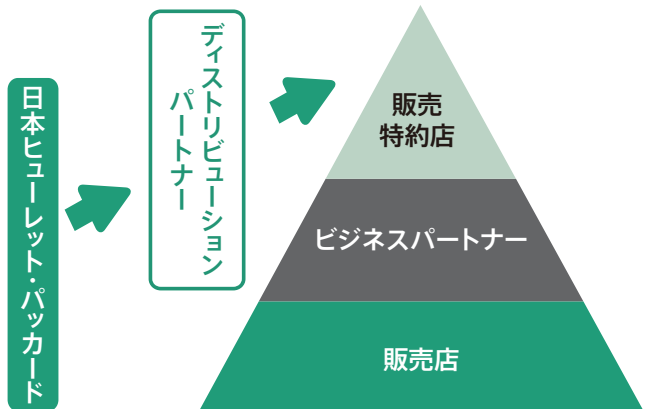 日本ヒューレット・パッカード
ディストリビューション
パートナー
販売
特約店
ビジネスパートナー
販売店